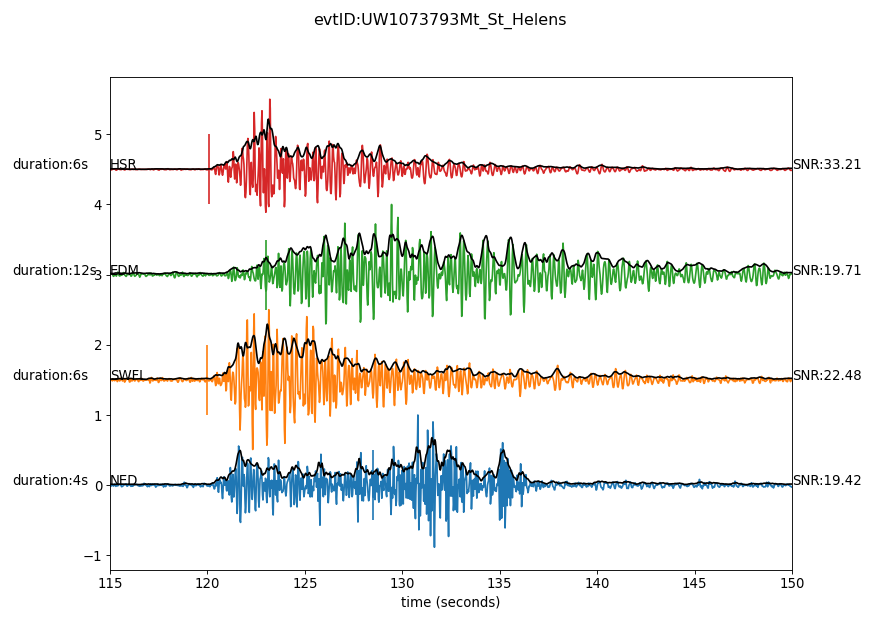 evtID:UW1073793Mt_St_Helens
5
duration:6s HSR SNR:33.21
4
duration:12s EDM SNR:19.71
3
2
duration:6s SWFL SNR:22.48
1
duration:4s NED SNR:19.42
0
−1
115 120 125 130 135 140 145 150
time (seconds)